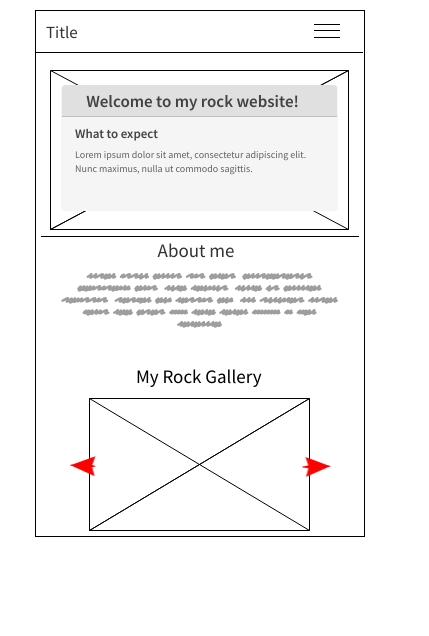 Title
Welcome to my rock website!
What to expect
Lorem ipsum dolor sit amet, consectetur adipiscing elit.
Nunc maximus, nulla ut commodo sagittis.
About me
My Rock Gallery